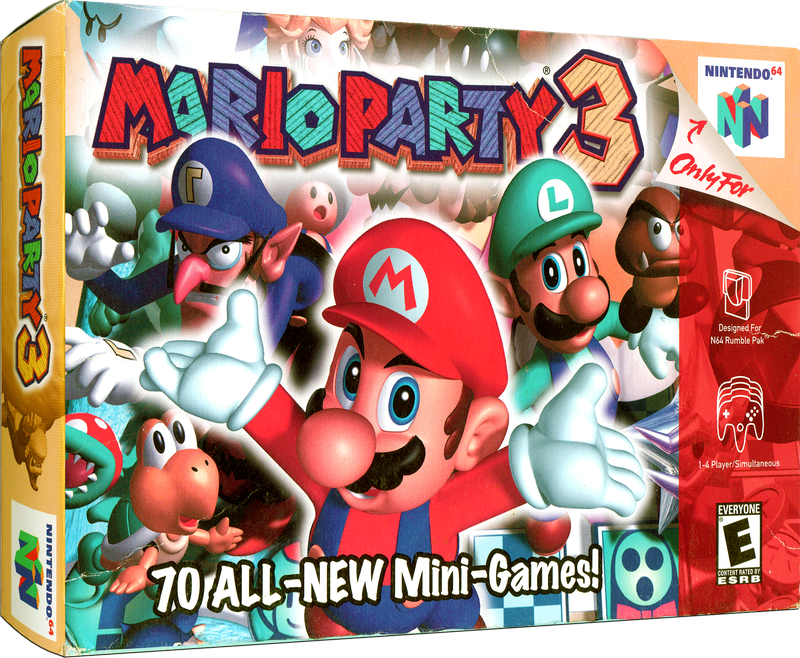 MARIO PARTY 3
NINTENDO 64
MARIO PARTY 3®
NINTENDO 64
Only For
L
M
Designed For
N64 Rumble Pak™
1-4 Player/Simultaneous
70 ALL-NEW Mini-Games!
EVERYONE
E
CONTENT RATED BY
ESRB